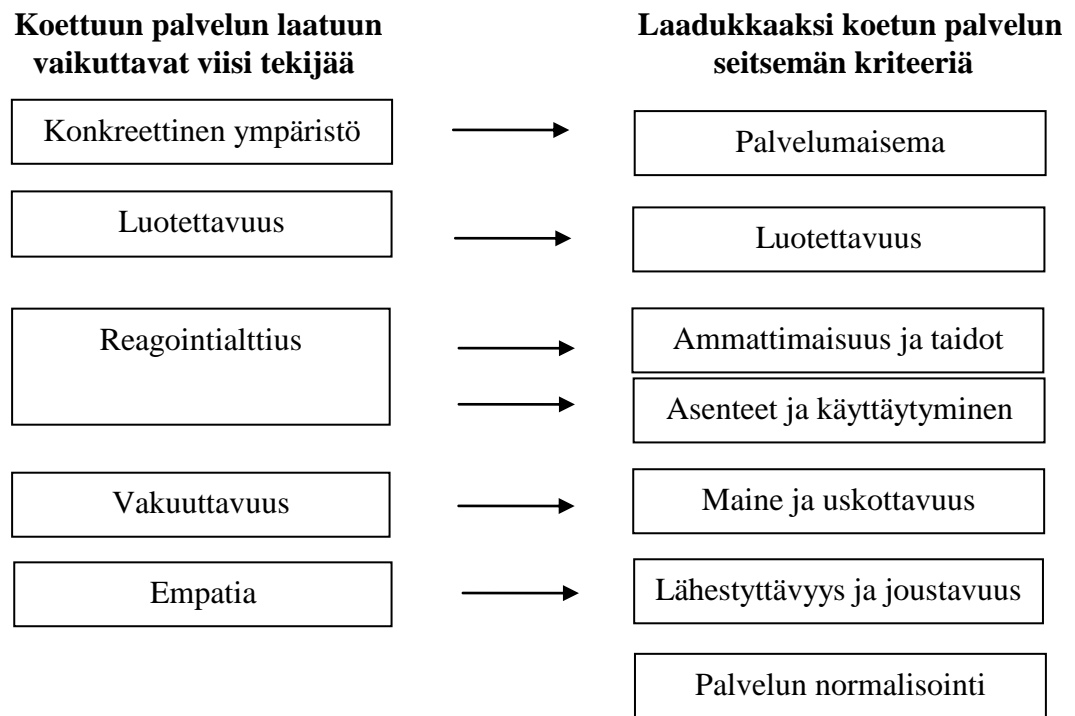 Koettuun palvelun laatuun
vaikuttavat viisi tekijää
Laadukkaaksi koetun palvelun
seitsemän kriteeriä
Konkreettinen ympäristö
Palvelumaisema
Luotettavuus
Luotettavuus
Reagointialttius
Ammattimaisuus ja taidot
Asenteet ja käyttäytyminen
Vakuuttavuus
Maine ja uskottavuus
Empatia
Lähestyttävyys ja joustavuus
Palvelun normalisointi